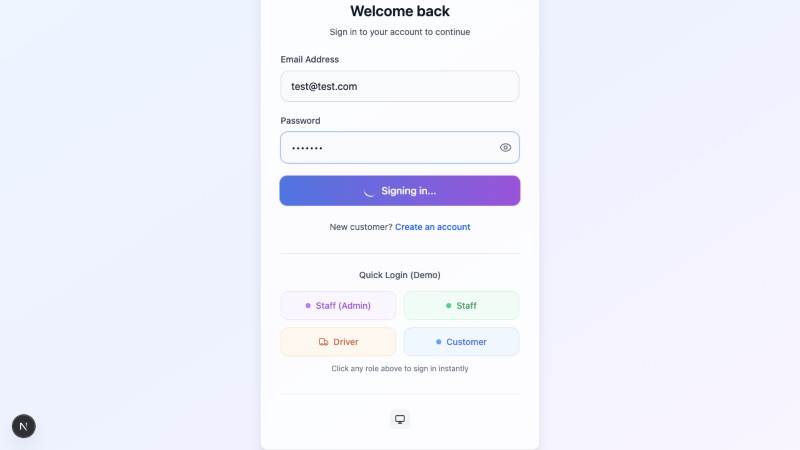 Welcome back
Sign in to your account to continue
Email Address
test@test.com
Password
•••••••
Signing in...
New customer? Create an account
Quick Login (Demo)
Staff (Admin)
Staff
Driver
Customer
Click any role above to sign in instantly
N